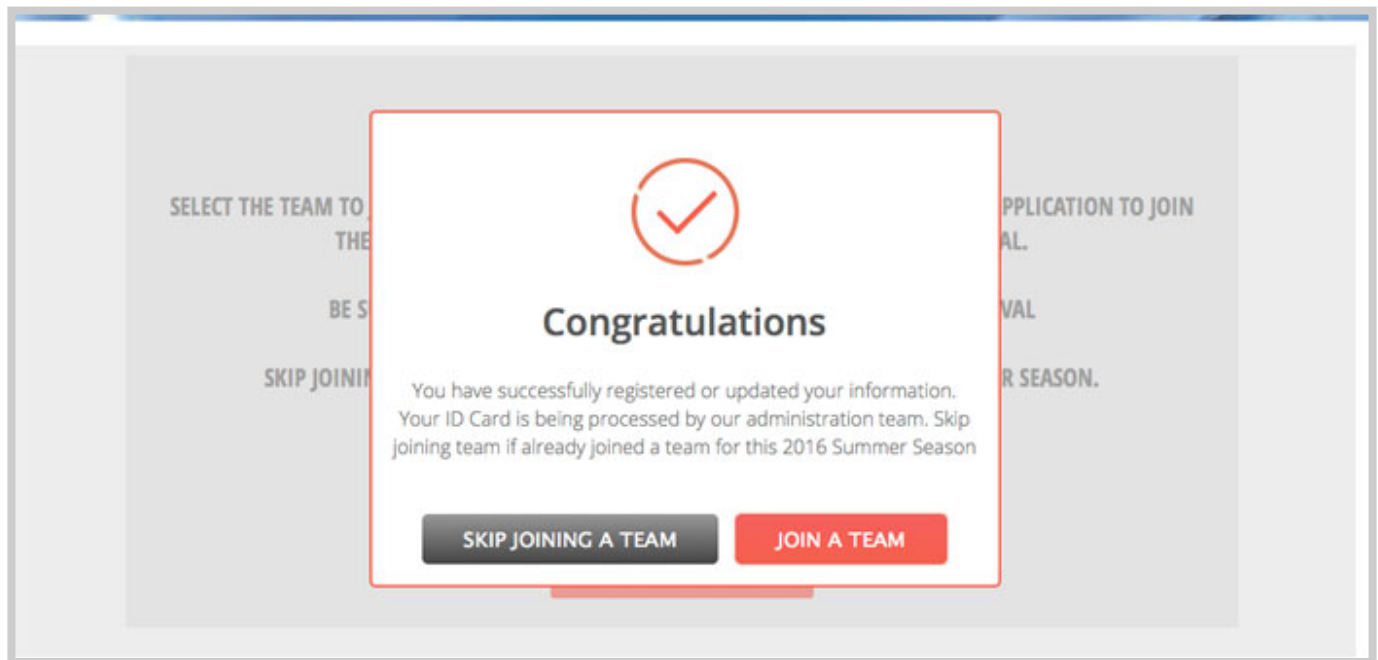 SELECT THE TEAM TO
PPLICATION TO JOIN
THE
AL.
BE S
VAL
SKIP JOININ
R SEASON.
Congratulations
You have successfully registered or updated your information.
Your ID Card is being processed by our administration team. Skip
joining team if already joined a team for this 2016 Summer Season
SKIP JOINING A TEAM
JOIN A TEAM